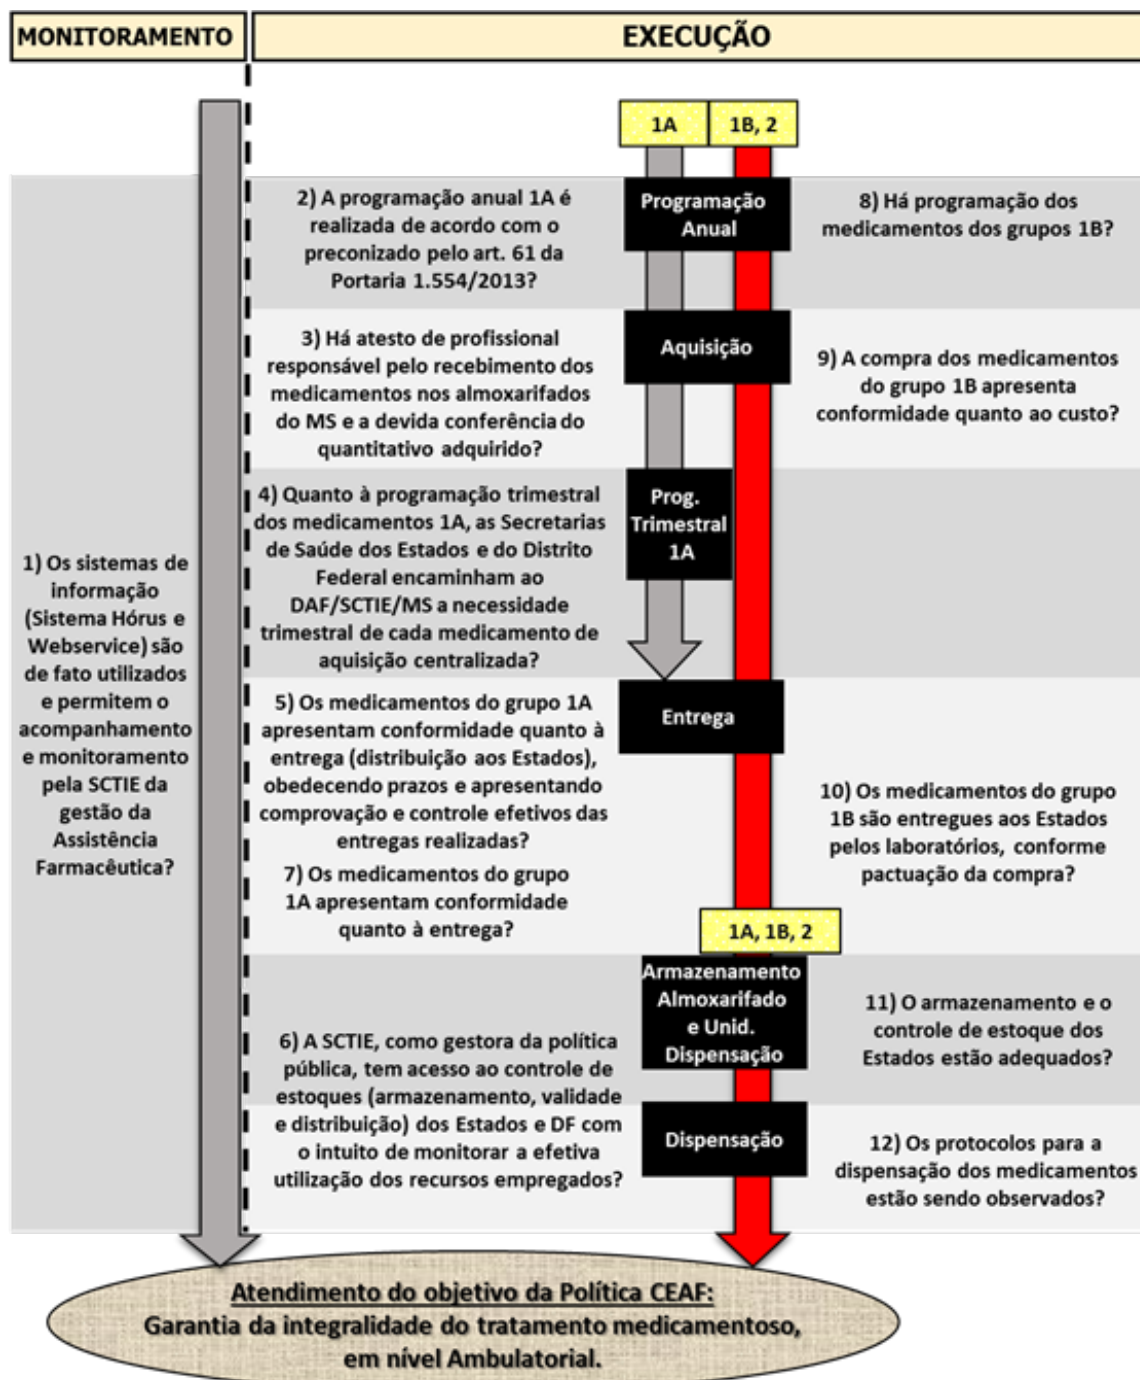 MONITORAMENTO
EXECUÇÃO
1A
1B, 2
1) Os sistemas de
informação
(Sistema Hórus e
Webservice) são
de fato utilizados
e permitem o
acompanhamento
e monitoramento
pela SCTIE da
gestão da
Assistência
Farmacêutica?
2) A programação anual 1A é
realizada de acordo com o
preconizado pelo art. 61 da
Portaria 1.554/2013?
Programação
Anual
8) Há programação dos
medicamentos dos grupos 1B?
3) Há atesto de profissional
responsável pelo recebimento dos
medicamentos nos almoxarifados
do MS e a devida conferência do
quantitativo adquirido?
Aquisição
9) A compra dos medicamentos
do grupo 1B apresenta
conformidade quanto ao custo?
4) Quanto à programação trimestral
dos medicamentos 1A, as Secretarias
de Saúde dos Estados e do Distrito
Federal encaminham ao
DAF/SCTIE/MS a necessidade
trimestral de cada medicamento de
aquisição centralizada?
Prog.
Trimestral
1A
5) Os medicamentos do grupo 1A
apresentam conformidade quanto à
entrega (distribuição aos Estados),
obedecendo prazos e apresentando
comprovação e controle efetivos das
entregas realizadas?
7) Os medicamentos do grupo
1A apresentam conformidade
quanto à entrega?
Entrega
10) Os medicamentos do grupo
1B são entregues aos Estados
pelos laboratórios, conforme
pactuação da compra?
1A, 1B, 2
Armazenamento
Almoxarifado
e Unid.
Dispensação
11) O armazenamento e o
controle de estoque dos
Estados estão adequados?
6) A SCTIE, como gestora da política
pública, tem acesso ao controle de
estoques (armazenamento, validade
e distribuição) dos Estados e DF com
o intuito de monitorar a efetiva
utilização dos recursos empregados?
Dispensação
12) Os protocolos para a
dispensação dos medicamentos
estão sendo observados?
Atendimento do objetivo da Política CEAF:
Garantia da integralidade do tratamento medicamentoso,
em nível Ambulatorial.